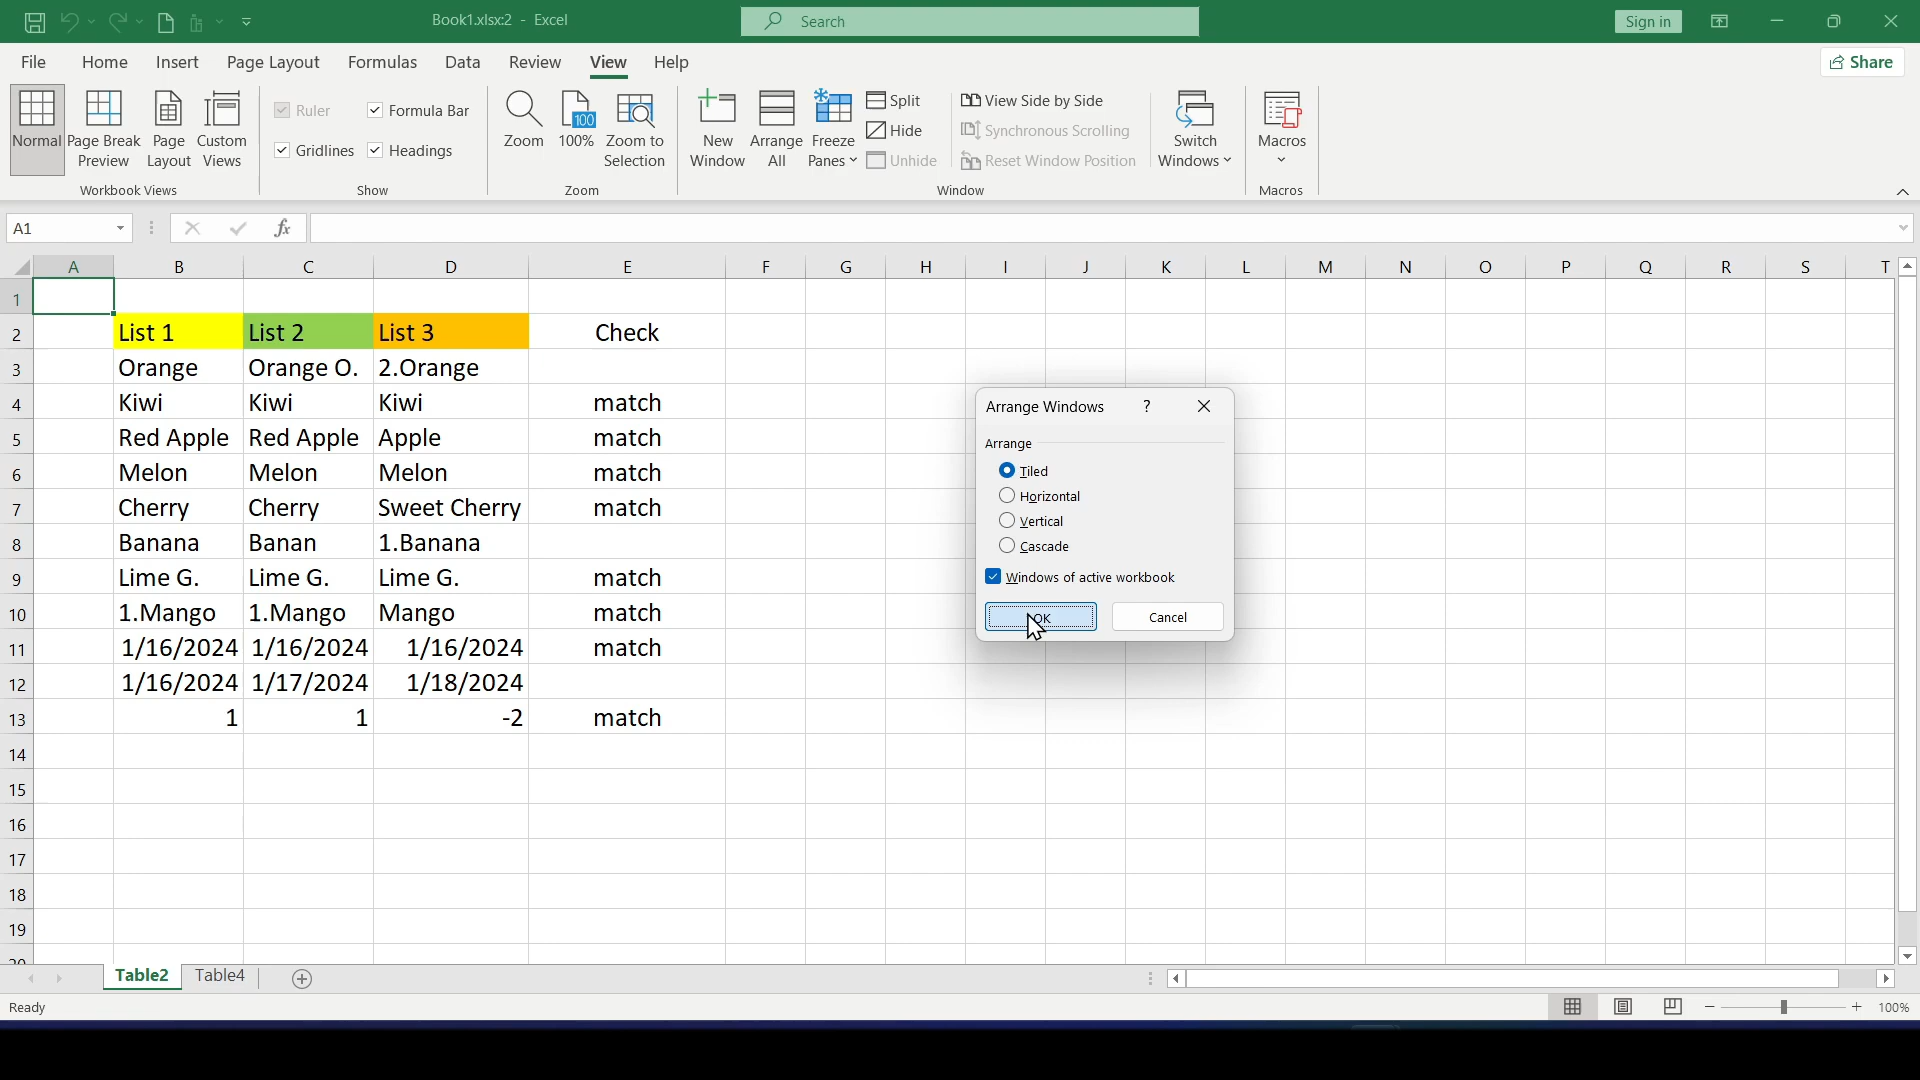 Book1.xlsx:2 - Excel
Search
Sign in
File Home Insert Page Layout Formulas Data Review View Help
Share
Normal
Page Break Preview
Page Layout
Custom Views
Workbook Views
Ruler
Formula Bar
Gridlines
Headings
Show
Zoom
100
100%
Zoom to Selection
Zoom
New Window
Arrange All
Freeze Panes
Split
Hide
Unhide
View Side by Side
Synchronous Scrolling
Reset Window Position
Switch Windows
Window
Macros
Macros
A1
fx
A B C D E F G H I J K L M N O P Q R S T
1
2 List 1 List 2 List 3 Check
3 Orange Orange O. 2.Orange
4 Kiwi Kiwi Kiwi match
5 Red Apple Red Apple Apple match
6 Melon Melon Melon match
7 Cherry Cherry Sweet Cherry match
8 Banana Banan 1.Banana
9 Lime G. Lime G. Lime G. match
10 1.Mango 1.Mango Mango match
11 1/16/2024 1/16/2024 1/16/2024 match
12 1/16/2024 1/17/2024 1/18/2024
13 1 1 -2 match
14
15
16
17
18
19
20
Arrange Windows ?
Arrange
Tiled
Horizontal
Vertical
Cascade
Windows of active workbook
OK Cancel
Table2 Table4
Ready
100%